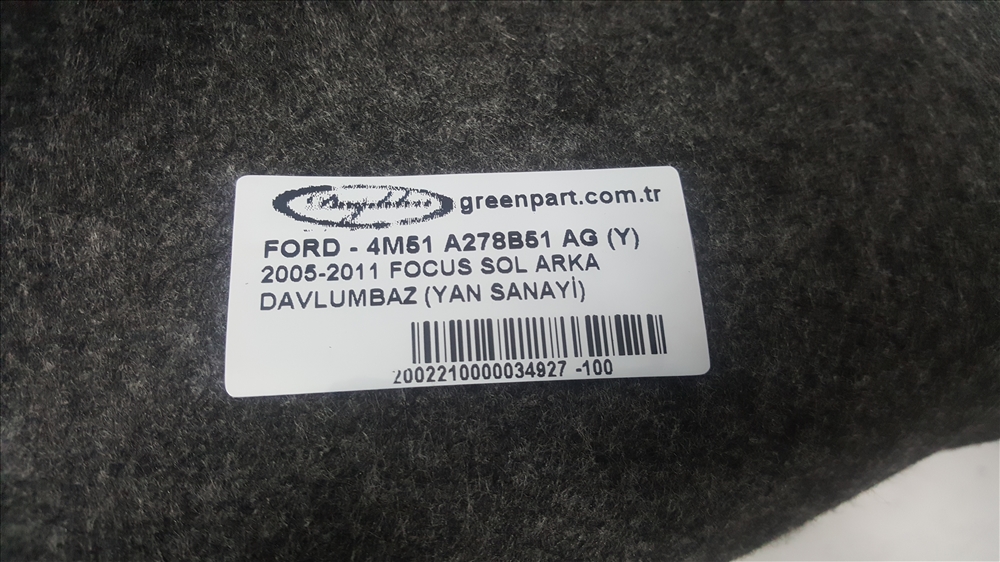 greenpart.com.tr
FORD - 4M51 A278B51 AG (Y)
2005-2011 FOCUS SOL ARKA
DAVLUMBAZ (YAN SANAYİ)
2002210000034927 -100